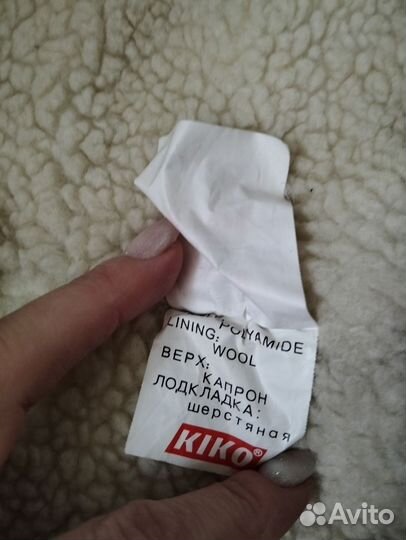 POLYAMIDE
LINING:
WOOL
ВЕРХ:
КАПРОН
ПОДКЛАДКА:
шерстяная
KIKO®
Avito